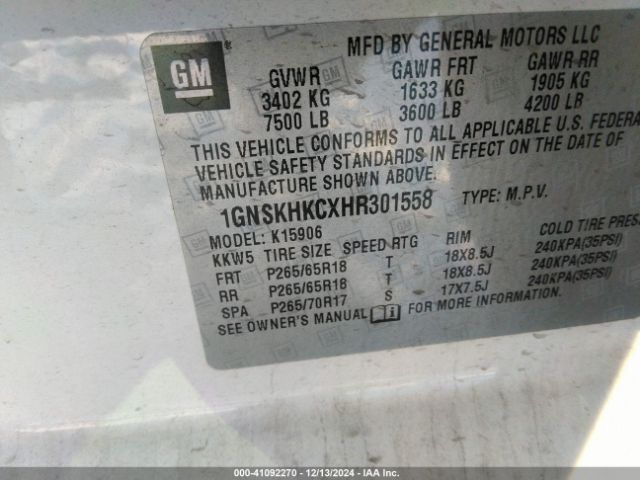 MFD BY GENERAL MOTORS LLC
GM
GVWR GAWR FRT GAWR RR
3402 KG 1633 KG 1905 KG
7500 LB 3600 LB 4200 LB
THIS VEHICLE CONFORMS TO ALL APPLICABLE U.S. FEDERA
VEHICLE SAFETY STANDARDS IN EFFECT ON THE DATE OF
MANUFACTURE SHOWN ABOVE.
1GNSKHKCXHR301558 TYPE: M.P.V.
MODEL: K15906
KKW5 TIRE SIZE SPEED RTG RIM COLD TIRE PRES
FRT P265/65R18 T 18X8.5J 240KPA(35PSI)
RR P265/65R18 T 18X8.5J 240KPA(35PSI)
SPA P265/70R17 S 17X7.5J 240KPA(35PSI)
SEE OWNER'S MANUAL i FOR MORE INFORMATION.
000-41092270 - 12/13/2024 - IAA Inc.